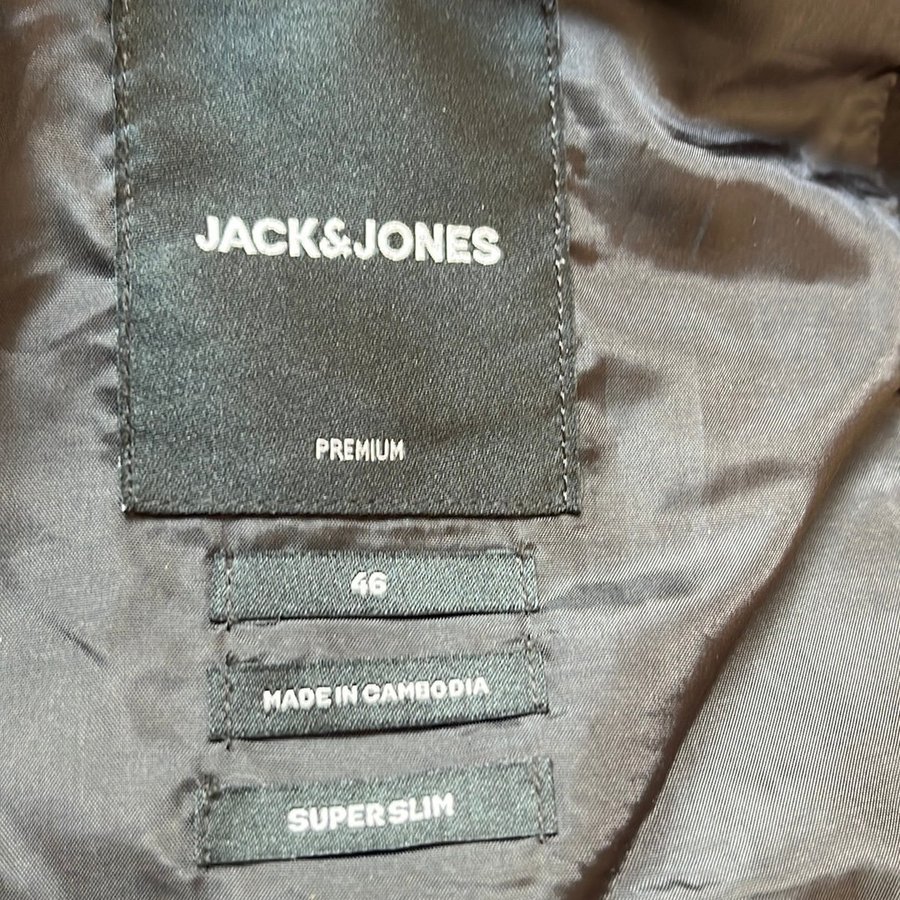 JACK&JONES
PREMIUM
46
MADE IN CAMBODIA
SUPER SLIM